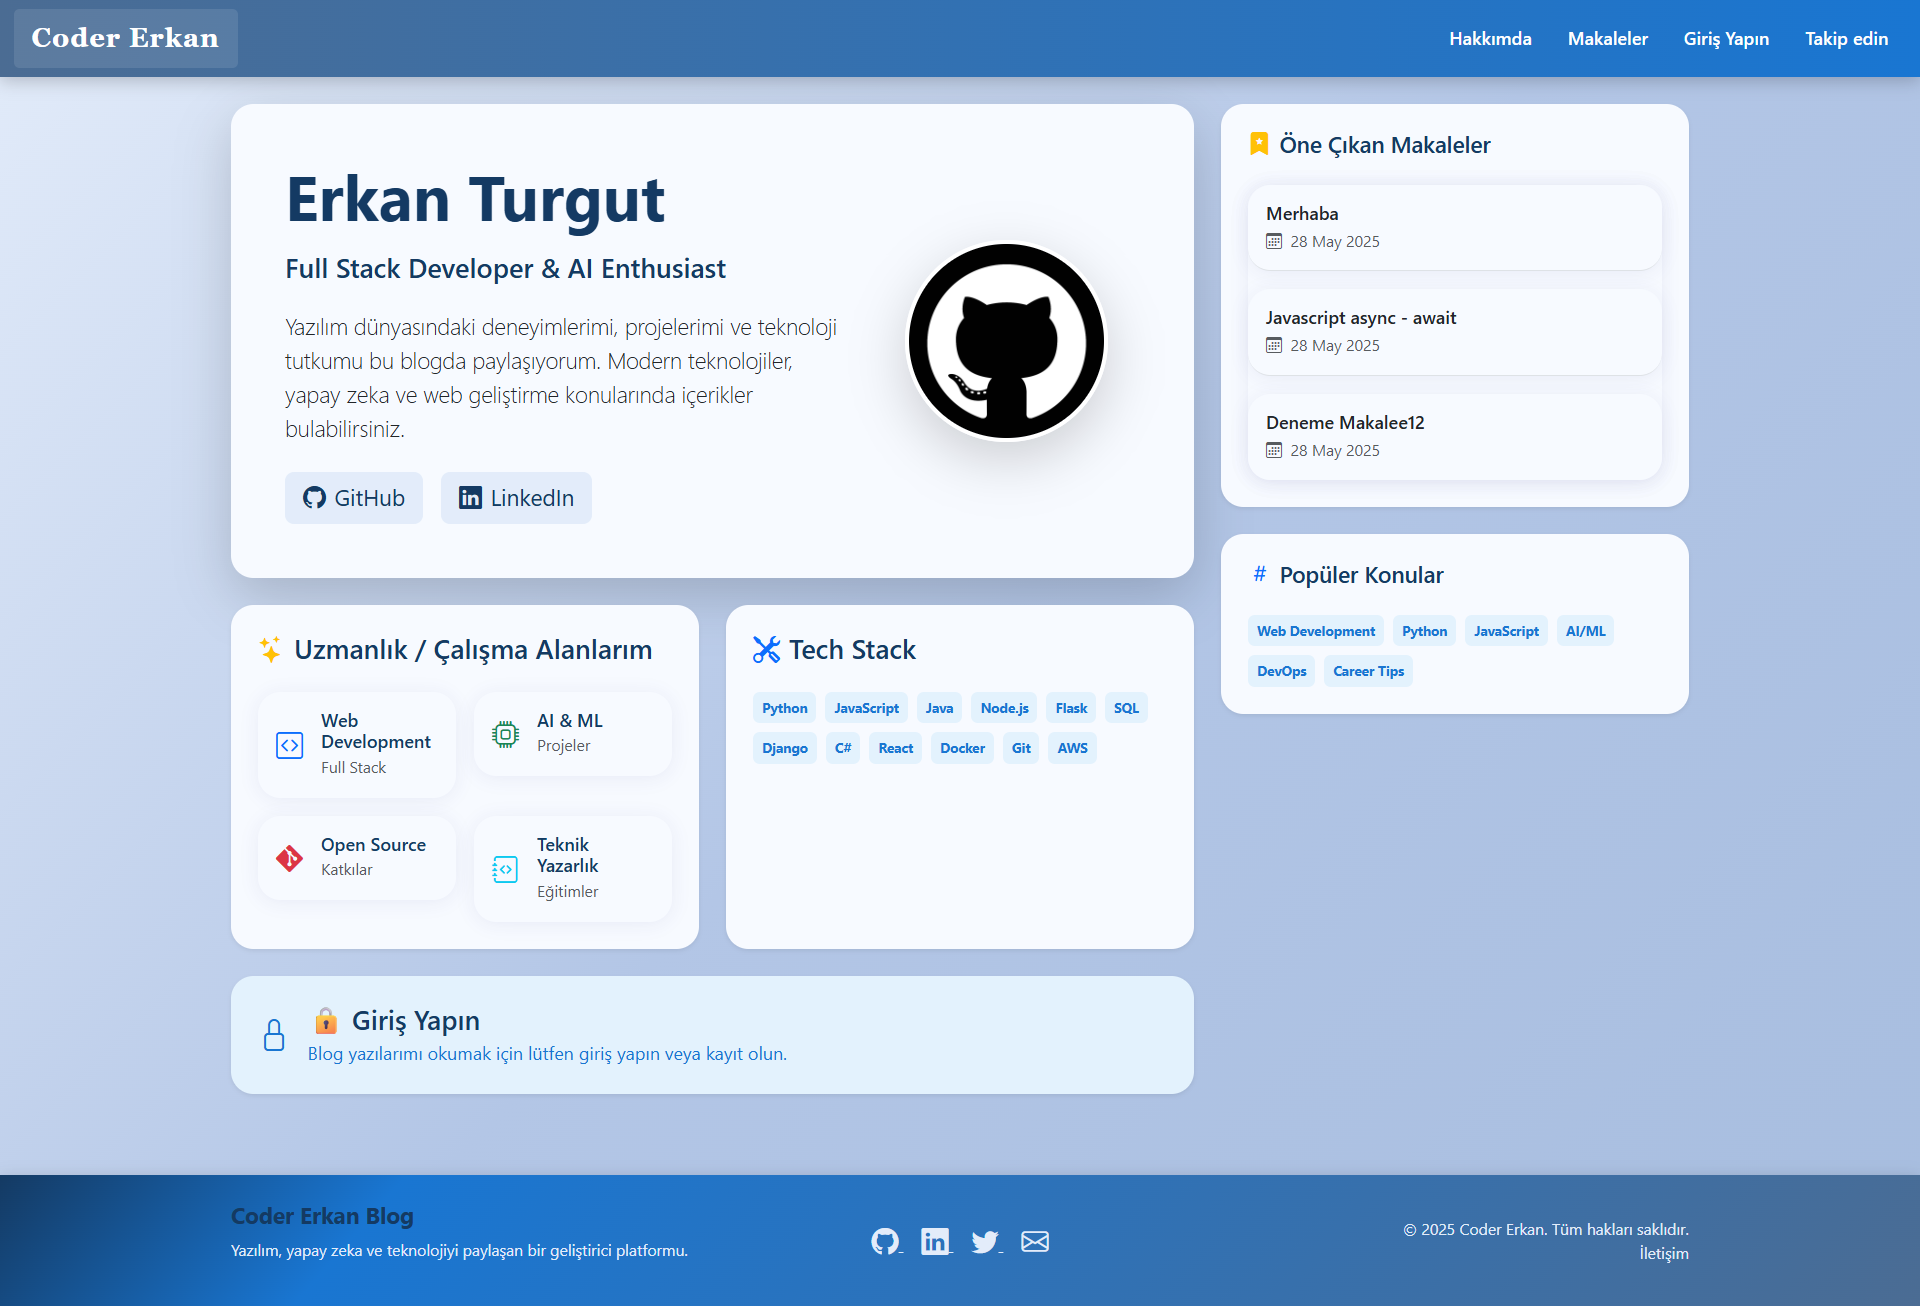 Coder Erkan
Hakkımda
Makaleler
Giriş Yapın
Takip edin
Erkan Turgut
Full Stack Developer & AI Enthusiast
Yazılım dünyasındaki deneyimlerimi, projelerimi ve teknoloji
tutkumu bu blogda paylaşıyorum. Modern teknolojiler,
yapay zeka ve web geliştirme konularında içerikler
bulabilirsiniz.
GitHub
LinkedIn
Öne Çıkan Makaleler
Merhaba
28 May 2025
Javascript async - await
28 May 2025
Deneme Makalee12
28 May 2025
# Popüler Konular
Web Development
Python
JavaScript
AI/ML
DevOps
Career Tips
Uzmanlık / Çalışma Alanlarım
Web
Development
Full Stack
AI & ML
Projeler
Open Source
Katkılar
Teknik
Yazarlık
Eğitimler
Tech Stack
Python
JavaScript
Java
Node.js
Flask
SQL
Django
C#
React
Docker
Git
AWS
Giriş Yapın
Blog yazılarımı okumak için lütfen giriş yapın veya kayıt olun.
Coder Erkan Blog
Yazılım, yapay zeka ve teknolojiyi paylaşan bir geliştirici platformu.
© 2025 Coder Erkan. Tüm hakları saklıdır.
İletişim